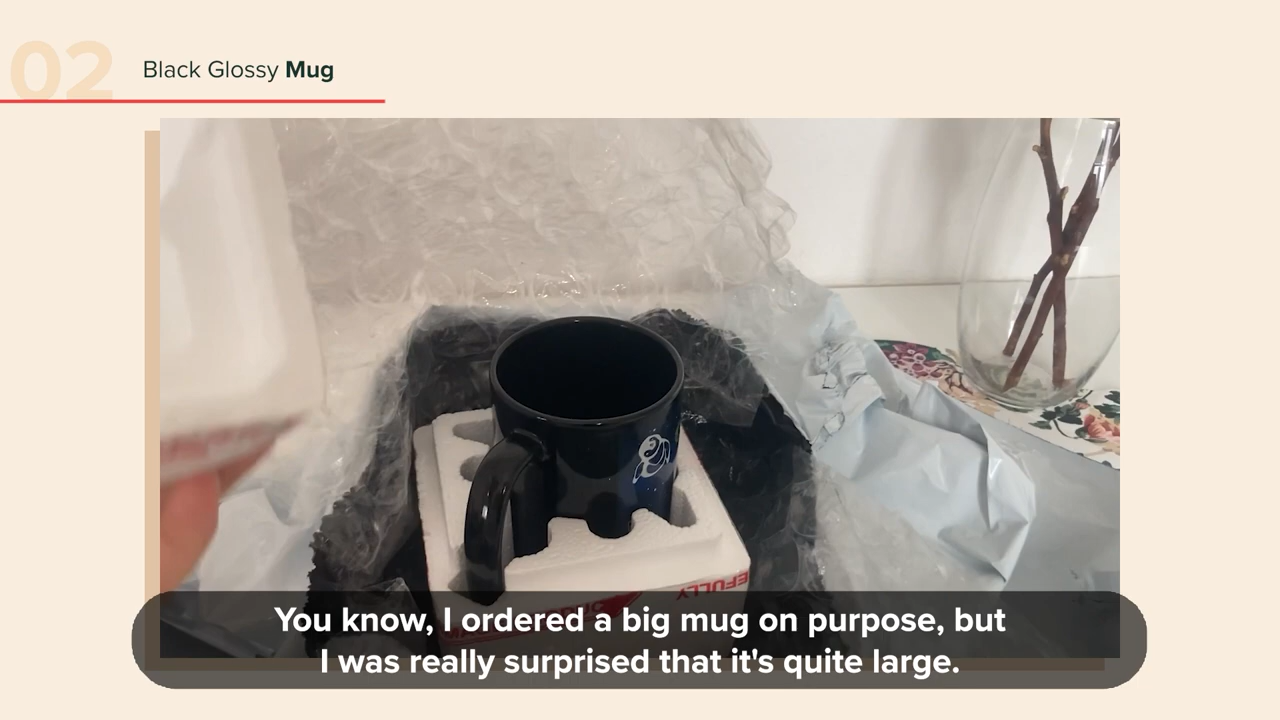 02
Black Glossy Mug
EFULLY
You know, I ordered a big mug on purpose, but
I was really surprised that it's quite large.